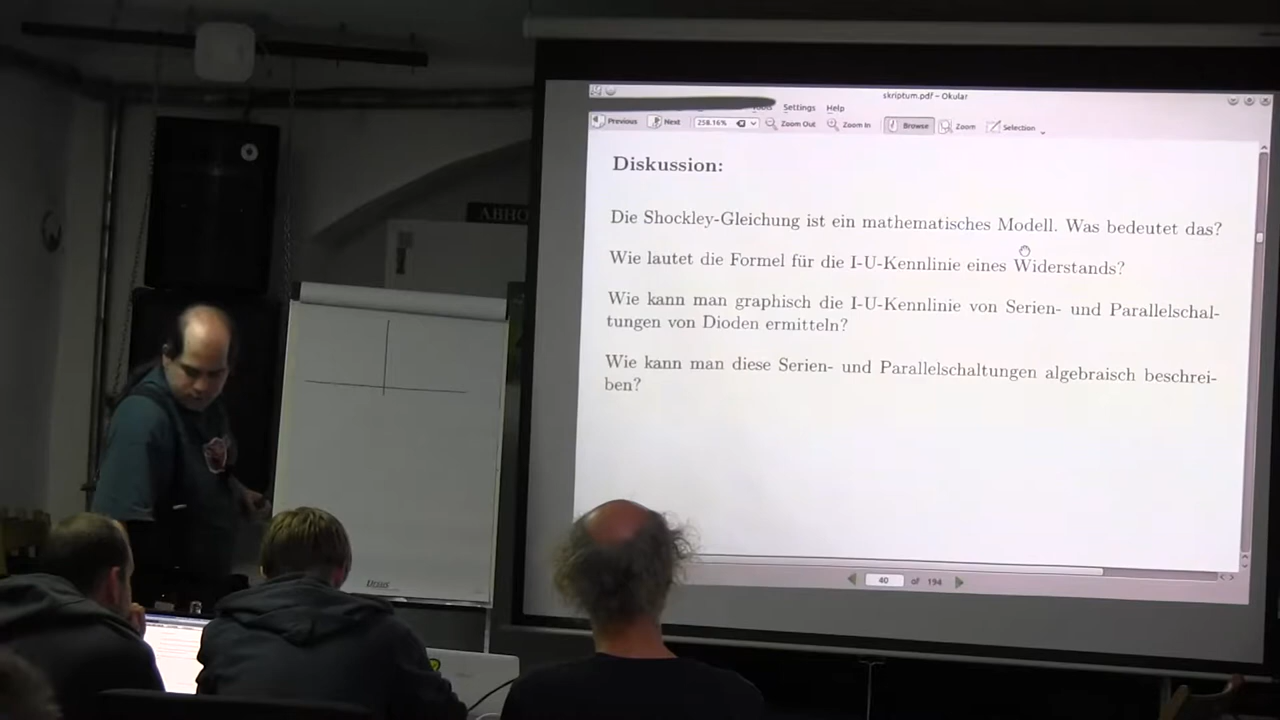 skriptum.pdf – Okular
Settings Help
Previous Next 258.16% Zoom Out Zoom In Browse Zoom Selection
Diskussion:
Die Shockley-Gleichung ist ein mathematisches Modell. Was bedeutet das?
Wie lautet die Formel für die I-U-Kennlinie eines Widerstands?
Wie kann man graphisch die I-U-Kennlinie von Serien- und Parallelschal-
tungen von Dioden ermitteln?
Wie kann man diese Serien- und Parallelschaltungen algebraisch beschrei-
ben?
40 of 194
ABHO